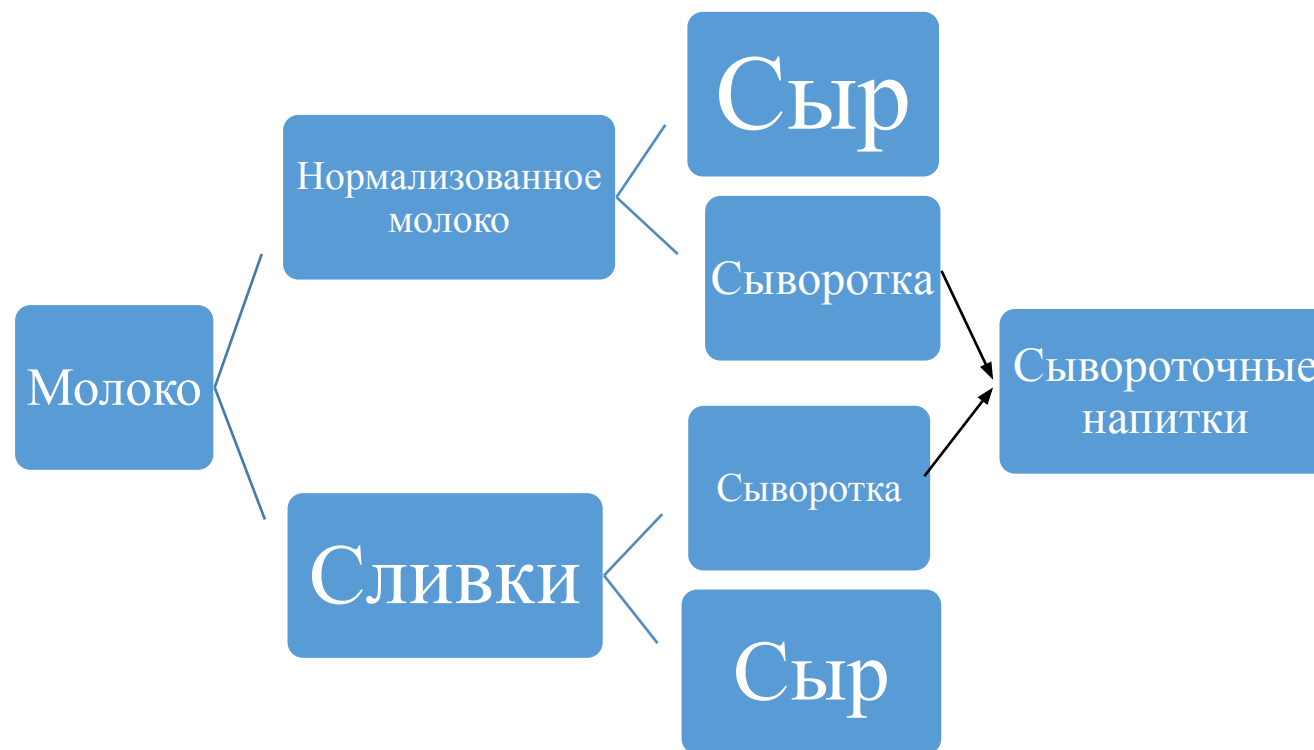 Сыр
Нормализованное
молоко
Сыворотка
Молоко
Сывороточные
напитки
Сыворотка
Сливки
Сыр